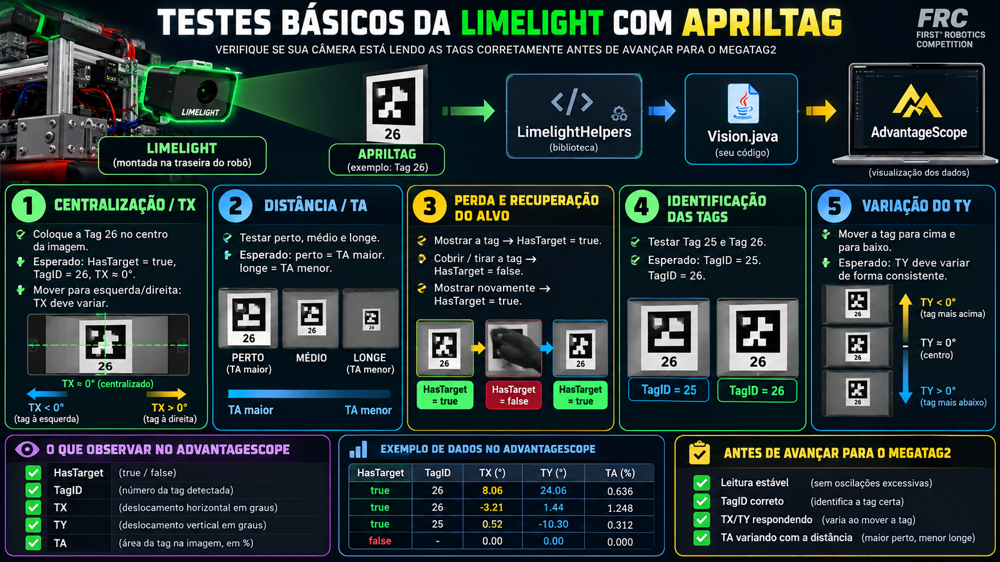 TESTES BÁSICOS DA LIMELIGHT COM APRILTAG
VERIFIQUE SE SUA CÂMERA ESTÁ LENDO AS TAGS CORRETAMENTE ANTES DE AVANÇAR PARA O MEGATAG2
FRC
FIRST® ROBOTICS
COMPETITION
LIMELIGHT
LIMELIGHT
(montada na traseira do robô)
26
APRILTAG
(exemplo: Tag 26)
</>
LimelightHelpers
(biblioteca)
Vision.java
(seu código)
AdvantageScope
(visualização dos dados)
1 CENTRALIZAÇÃO / TX
Coloque a Tag 26 no centro
da imagem.
Esperado: HasTarget = true,
TagID = 26, TX ≈ 0°.
Mover para esquerda/direita:
TX deve variar.
26
TX ≈ 0° (centralizado)
TX < 0°
(tag à esquerda)
TX > 0°
(tag à direita)
2 DISTÂNCIA / TA
Testar perto, médio e longe.
Esperado: perto = TA maior.
longe = TA menor.
26
26
26
PERTO
(TA maior)
MÉDIO
LONGE
(TA menor)
TA maior
TA menor
3 PERDA E RECUPERAÇÃO
DO ALVO
Mostrar a tag → HasTarget = true.
Cobrir / tirar a tag →
HasTarget = false.
Mostrar novamente →
HasTarget = true.
26
26
HasTarget
= true
HasTarget
= false
HasTarget
= true
4 IDENTIFICAÇÃO
DAS TAGS
Testar Tag 25 e Tag 26.
Esperado: TagID = 25.
TagID = 26.
26
26
TagID = 25
TagID = 26
5 VARIAÇÃO DO TY
Mover a tag para cima e
para baixo.
Esperado: TY deve variar
de forma consistente.
26
26
26
TY < 0°
(tag mais acima)
TY ≈ 0°
(centro)
TY > 0°
(tag mais abaixo)
O QUE OBSERVAR NO ADVANTAGESCOPE
HasTarget (true / false)
TagID (número da tag detectada)
TX (deslocamento horizontal em graus)
TY (deslocamento vertical em graus)
TA (área da tag na imagem, em %)
EXEMPLO DE DADOS NO ADVANTAGESCOPE
HasTarget TagID TX (°) TY (°) TA (%)
true 26 8.06 24.06 0.636
true 26 -3.21 1.44 1.248
true 25 0.52 -10.30 0.312
false - 0.00 0.00 0.000
ANTES DE AVANÇAR PARA O MEGATAG2
Leitura estável (sem oscilações excessivas)
TagID correto (identifica a tag certa)
TX/TY respondendo (varia ao mover a tag)
TA variando com a distância (maior perto, menor longe)